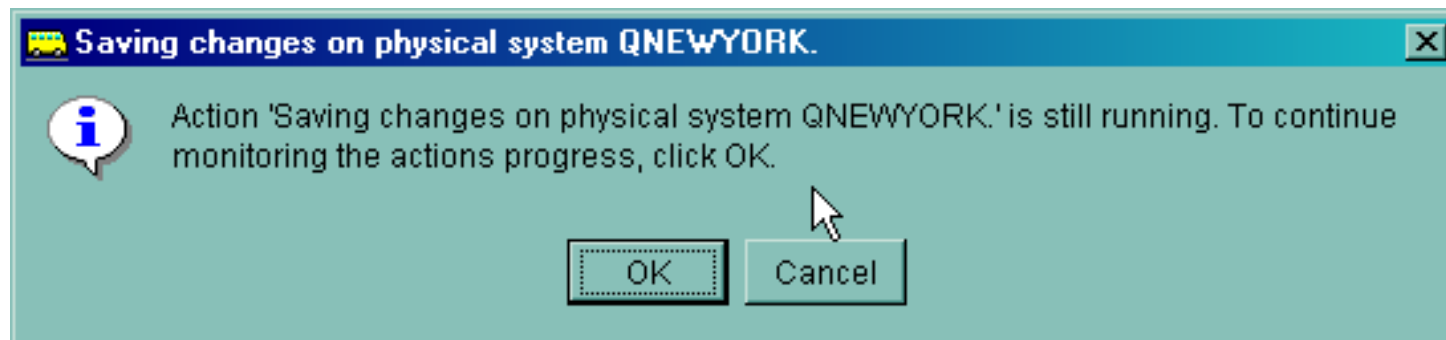 Saving changes on physical system QNEWYORK.
Action 'Saving changes on physical system QNEWYORK.' is still running. To continue
monitoring the actions progress, click OK.
OK
Cancel